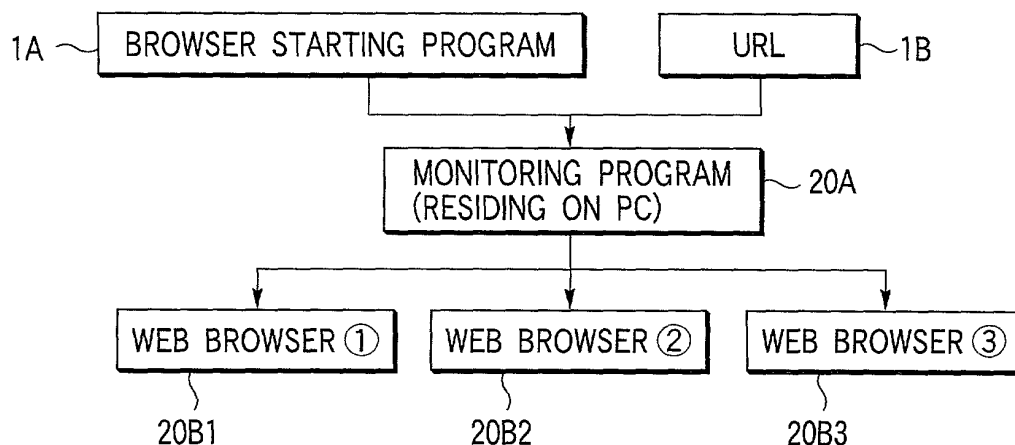 1A
BROWSER STARTING PROGRAM
URL
1B
MONITORING PROGRAM
(RESIDING ON PC)
20A
WEB BROWSER ①
WEB BROWSER ②
WEB BROWSER ③
20B1
20B2
20B3